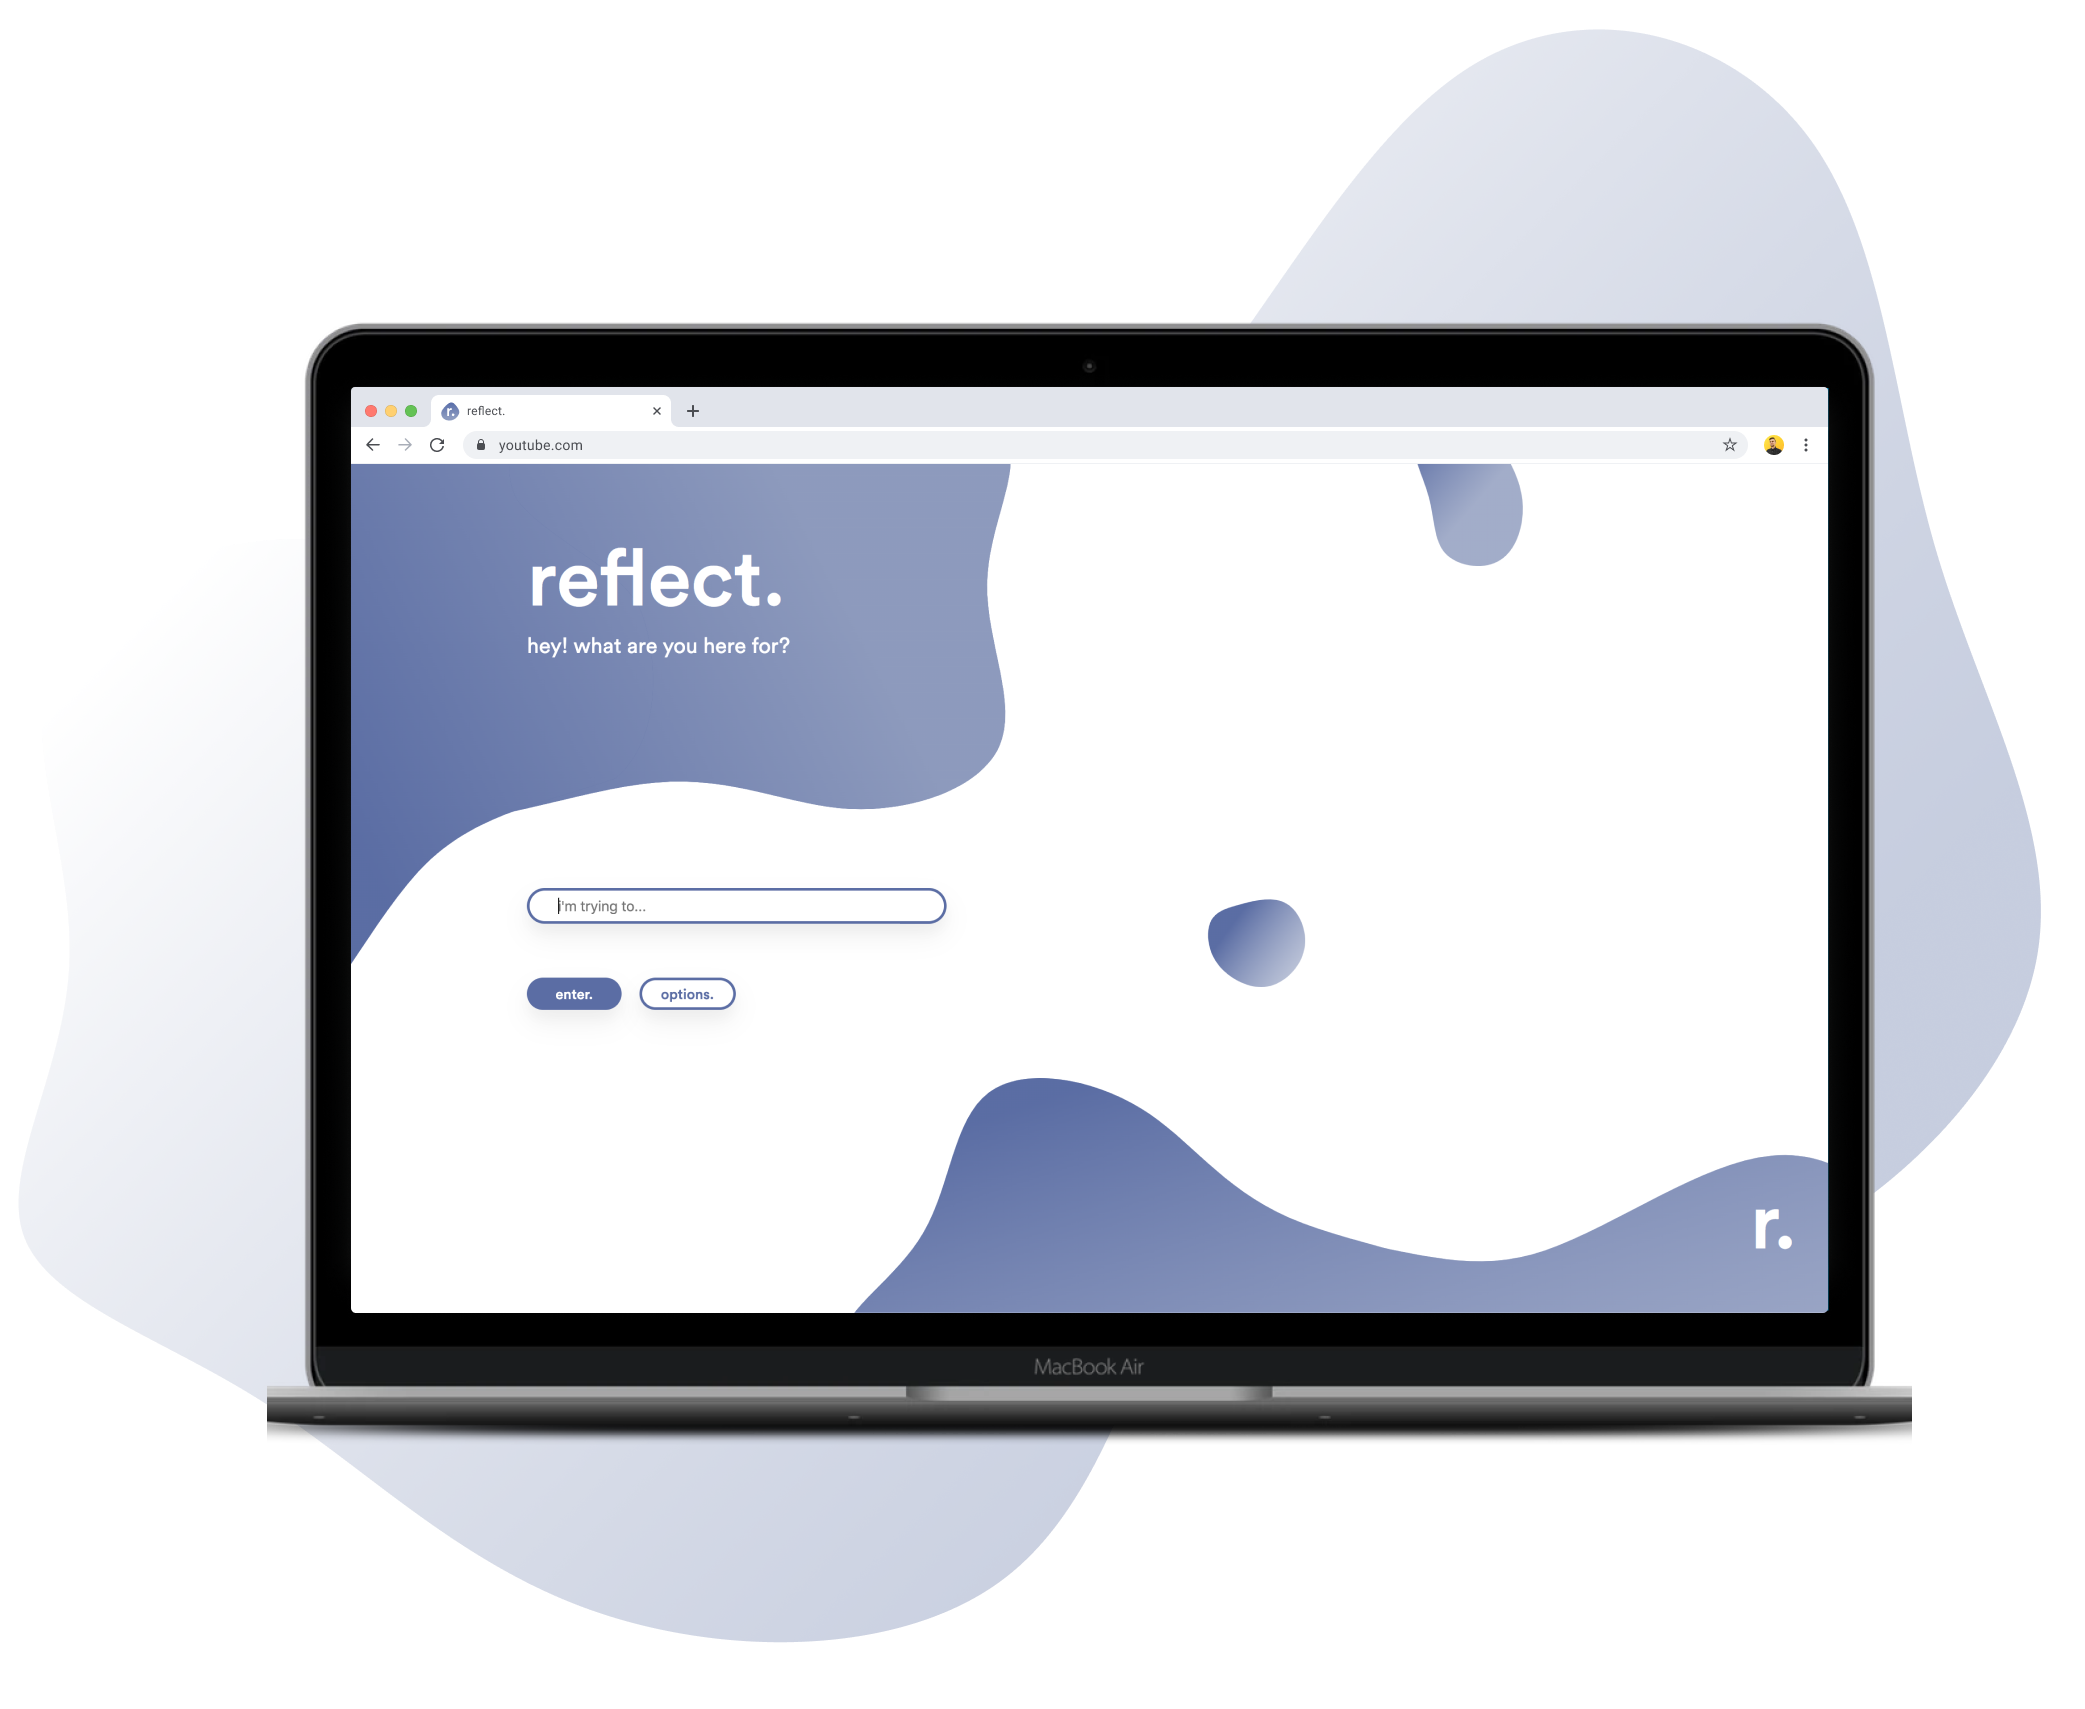 r. reflect.
youtube.com
reflect.
hey! what are you here for?
i'm trying to...
enter. options.
r.
MacBook Air